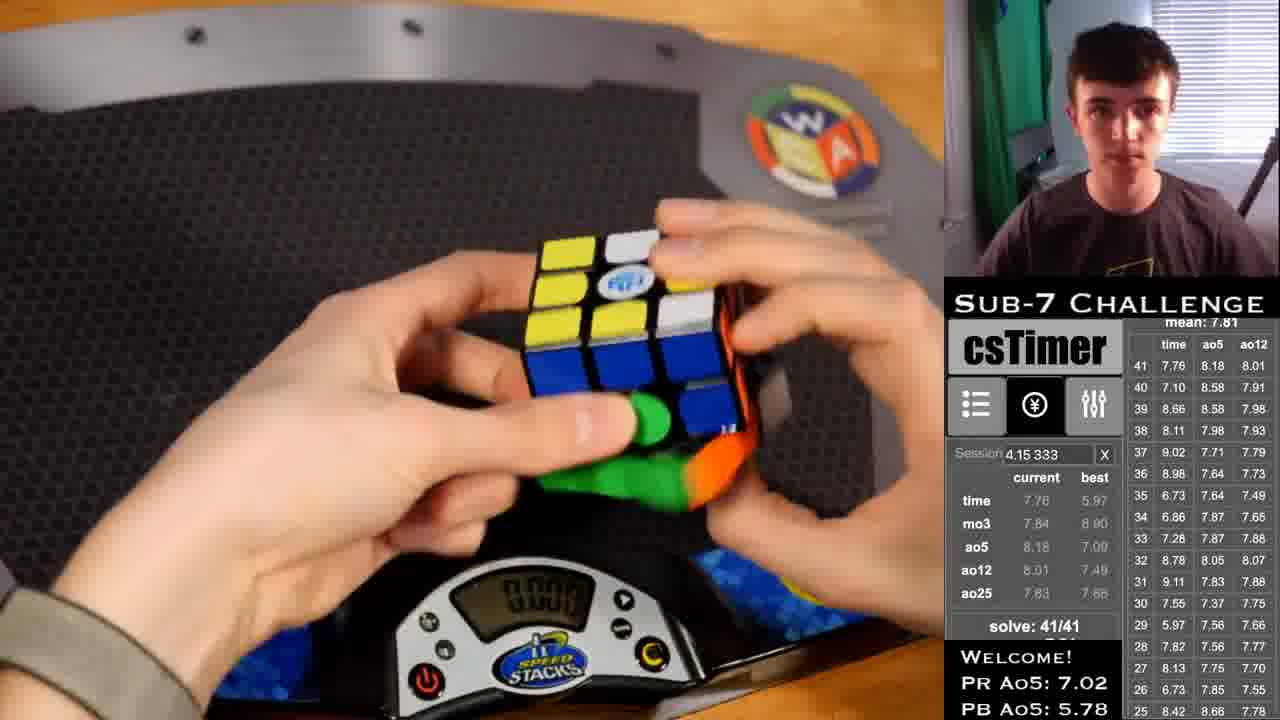 W
A
0.000
SPEED
STACKS
SUB-7 CHALLENGE
csTimer
mean: 7.81
Session 4.15 333 X
current best
time 7.76 5.97
mo3 7.84 6.90
ao5 8.18 7.09
ao12 8.01 7.49
solve: 41/41
time ao5 ao12
41 7.76 8.18 8.01
40 7.10 8.58 7.91
39 8.66 8.58 7.98
38 8.11 7.98 7.93
37 9.02 7.71 7.79
36 8.98 7.64 7.73
35 6.73 7.64 7.49
34 6.86 7.87 7.65
33 7.28 7.87 7.88
32 8.78 8.05 8.07
31 9.11 7.83 7.88
30 7.55 7.37 7.75
29 5.97 7.56 7.66
28 7.82 7.56 7.77
27 8.13 7.75 7.70
26 6.73 7.85 7.55
25 8.42 8.66 7.78
WELCOME!
PR AO5: 7.02
PB AO5: 5.78